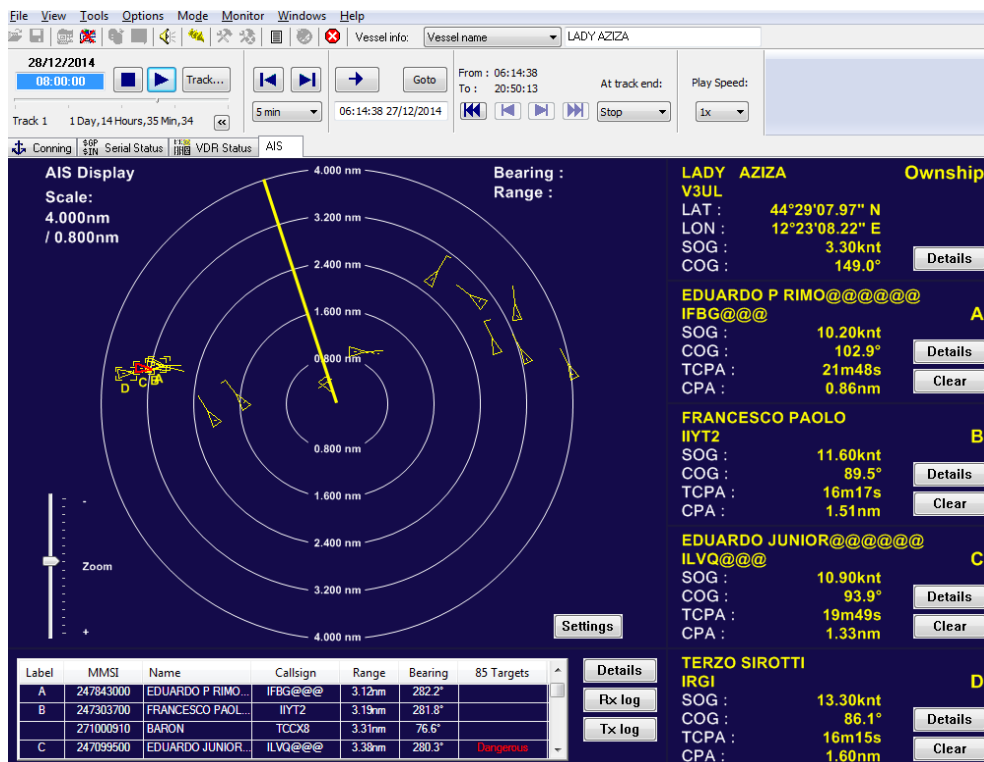 File View Tools Options Mode Monitor Windows Help
Vessel info: Vessel name LADY AZIZA
28/12/2014
08:00:00 Track... Goto From : 06:14:38 At track end: Play Speed:
To : 20:50:13
5 min 06:14:38 27/12/2014 Stop 1x
Track 1 1 Day,14 Hours,35 Min,34 «
Conning $GP $IN Serial Status VDR Status AIS
AIS Display
Scale:
4.000nm
/ 0.800nm
Bearing :
Range :
4.000 nm
3.200 nm
2.400 nm
1.600 nm
0.800 nm
0.800 nm
1.600 nm
2.400 nm
3.200 nm
4.000 nm
D C B A
-
Zoom
+
Settings
LADY AZIZA Ownship
V3UL
LAT : 44°29'07.97" N
LON : 12°23'08.22" E
SOG : 3.30knt
COG : 149.0°
Details
EDUARDO P RIMO@@@@@@
IFBG@@@ A
SOG : 10.20knt
COG : 102.9° Details
TCPA : 21m48s
CPA : 0.86nm Clear
FRANCESCO PAOLO
IIYT2 B
SOG : 11.60knt
COG : 89.5° Details
TCPA : 16m17s
CPA : 1.51nm Clear
EDUARDO JUNIOR@@@@@@
ILVQ@@@ C
SOG : 10.90knt
COG : 93.9° Details
TCPA : 19m49s
CPA : 1.33nm Clear
TERZO SIROTTI
IRGI D
SOG : 13.30knt
COG : 86.1° Details
TCPA : 16m15s
CPA : 1.60nm Clear
Label MMSI Name Callsign Range Bearing 85 Targets
A 247843000 EDUARDO P RIMO... IFBG@@@ 3.12nm 282.2°
B 247303700 FRANCESCO PAOL... IIYT2 3.19nm 281.8°
271000910 BARON TCCX8 3.31nm 76.6°
C 247099500 EDUARDO JUNIOR... ILVQ@@@ 3.38nm 280.3° Dangerous
Details
Rx log
Tx log